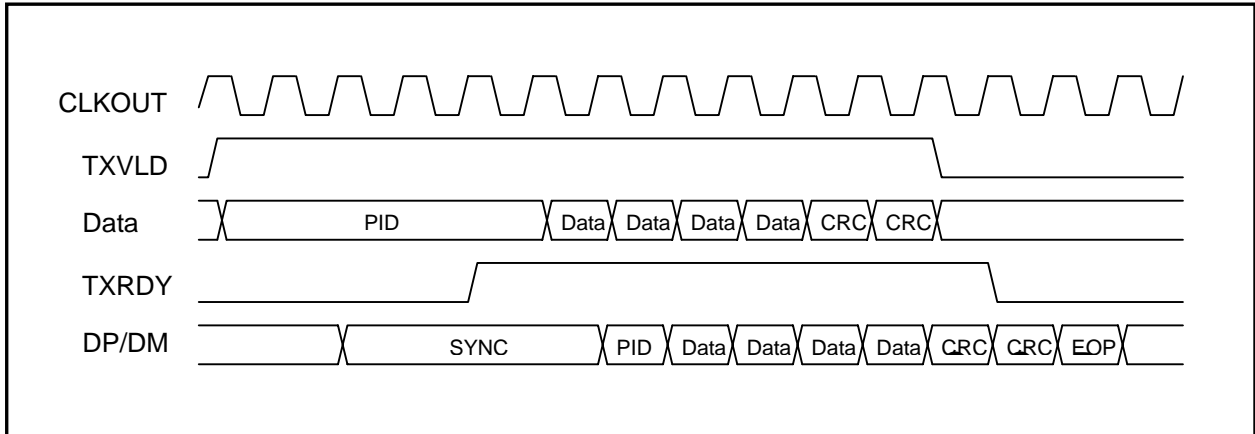 CLKOUT
TXVLD
Data PID Data Data Data Data CRC CRC
TXRDY
DP/DM SYNC PID Data Data Data Data CRC CRC EOP